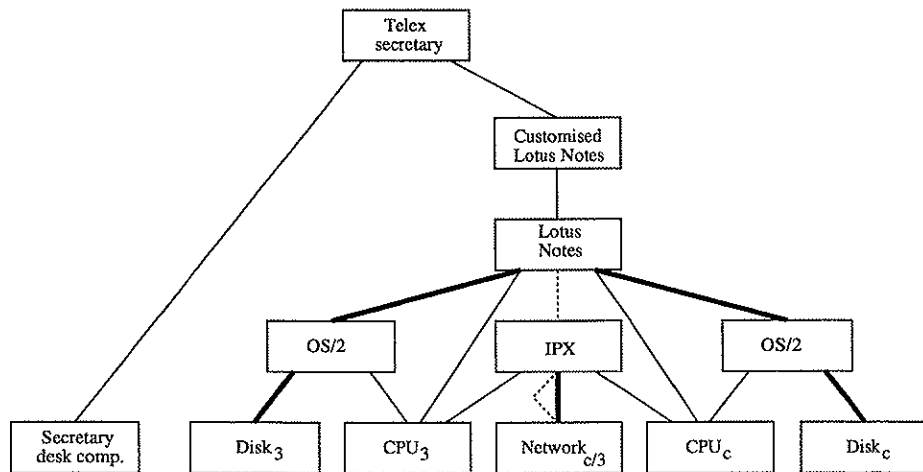 Telex
secretary
Customised
Lotus Notes
Lotus
Notes
OS/2
IPX
OS/2
Secretary
desk comp.
Disk3
CPU3
Networkc/3
CPUc
Diskc